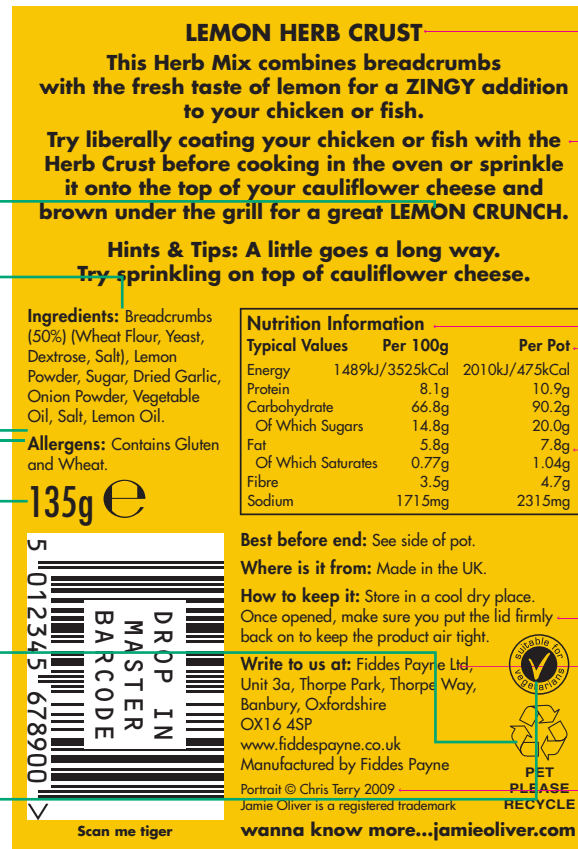 LEMON HERB CRUST
This Herb Mix combines breadcrumbs
with the fresh taste of lemon for a ZINGY addition
to your chicken or fish.
Try liberally coating your chicken or fish with the
Herb Crust before cooking in the oven or sprinkle
it onto the top of your cauliflower cheese and
brown under the grill for a great LEMON CRUNCH.
Hints & Tips: A little goes a long way.
Try sprinkling on top of cauliflower cheese.
Ingredients: Breadcrumbs
(50%) (Wheat Flour, Yeast,
Dextrose, Salt), Lemon
Powder, Sugar, Dried Garlic,
Onion Powder, Vegetable
Oil, Salt, Lemon Oil.
Allergens: Contains Gluten
and Wheat.
135g ℮
Nutrition Information
Typical Values Per 100g Per Pot
Energy 1489kJ/3525kCal 2010kJ/475kCal
Protein 8.1g 10.9g
Carbohydrate 66.8g 90.2g
Of Which Sugars 14.8g 20.0g
Fat 5.8g 7.8g
Of Which Saturates 0.77g 1.04g
Fibre 3.5g 4.7g
Sodium 1715mg 2315mg
5 012345 678900 >
DROP IN
MASTER
BARCODE
Scan me tiger
Best before end: See side of pot.
Where is it from: Made in the UK.
How to keep it: Store in a cool dry place.
Once opened, make sure you put the lid firmly
back on to keep the product air tight.
Write to us at: Fiddes Payne Ltd,
Unit 3a, Thorpe Park, Thorpe Way,
Banbury, Oxfordshire
OX16 4SP
www.fiddespayne.co.uk
Manufactured by Fiddes Payne
Portrait © Chris Terry 2009
Jamie Oliver is a registered trademark
suitable for
V
vegetarians
PET
PLEASE
RECYCLE
wanna know more...jamieoliver.com